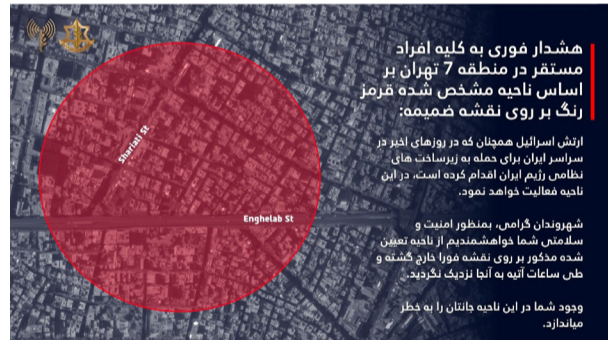 هشدار فوری به کلیه افراد
مستقر در منطقه 7 تهران بر
اساس ناحیه مشخص شده قرمز
رنگ بر روی نقشه ضمیمه:
ارتش اسرائیل همچنان که در روزهای اخیر در
سراسر ایران برای حمله به زیرساخت های
نظامی رژیم ایران اقدام کرده است، در این
ناحیه فعالیت خواهد نمود.
شهروندان گرامی، بمنظور امنیت و
سلامتی شما خواهشمندیم از ناحیه تعیین
شده مذکور بر روی نقشه فورا خارج گشته و
طی ساعات آتیه به آنجا نزدیک نگردید.
وجود شما در این ناحیه جانتان را به خطر
میاندازد.
Shariati St
Enghelab St